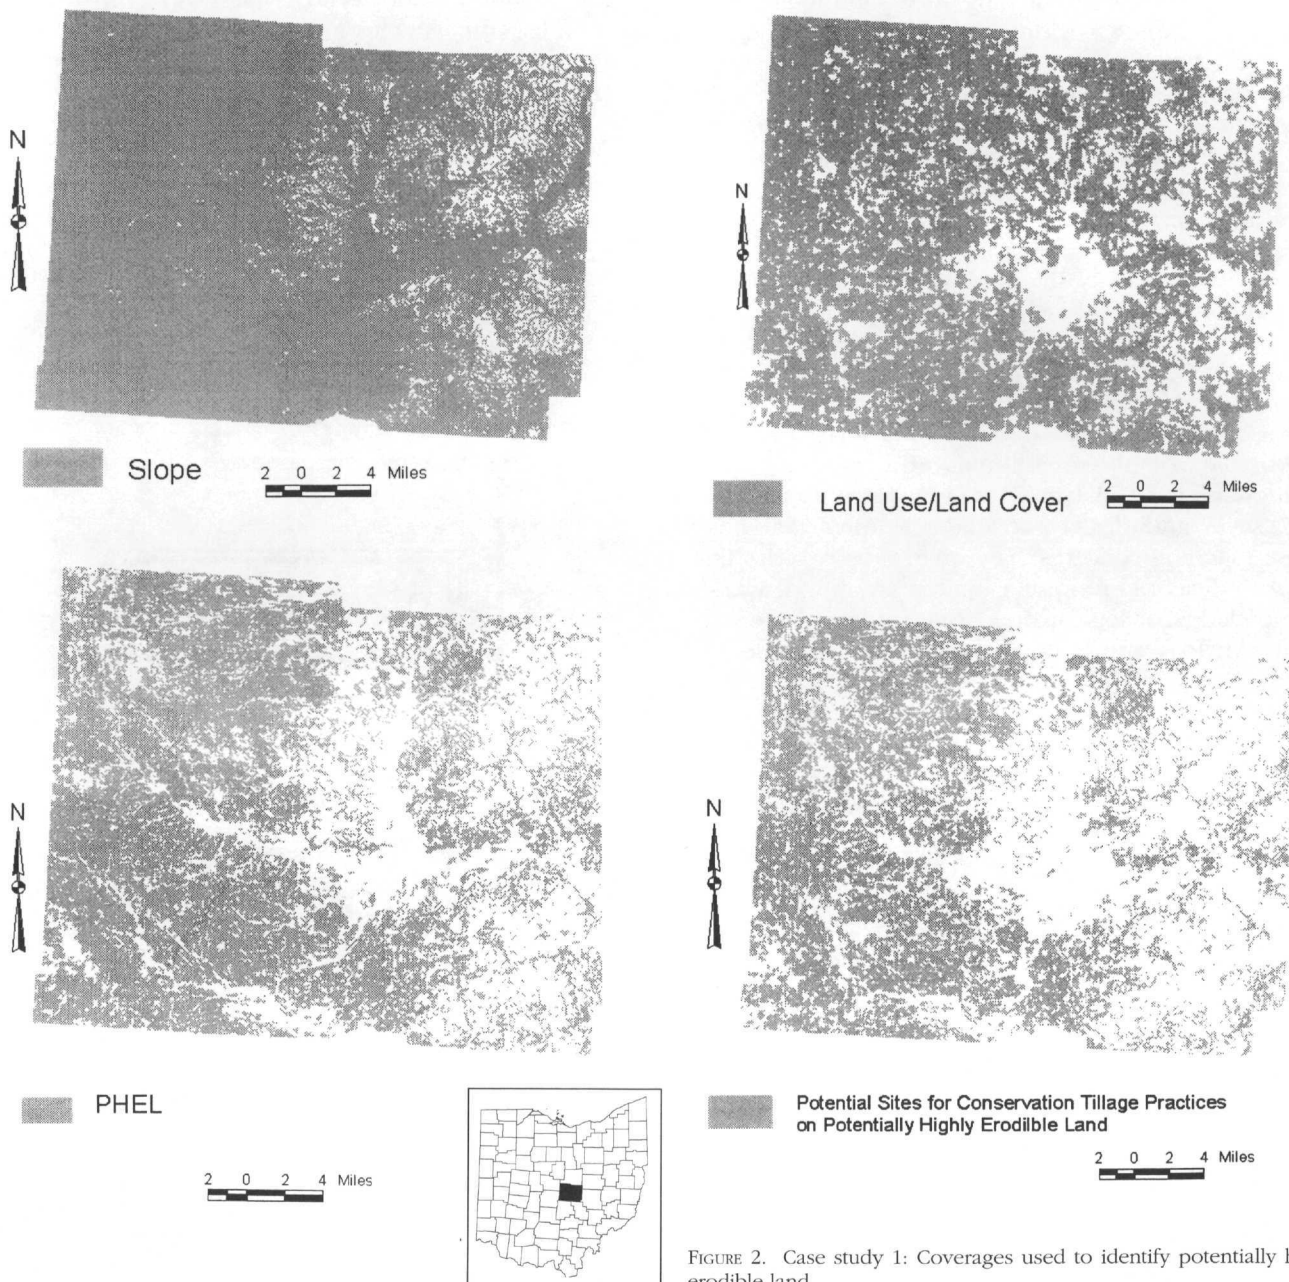 N
N
Slope
2 0 2 4 Miles
Land Use/Land Cover
2 0 2 4 Miles
N
N
PHEL
2 0 2 4 Miles
Potential Sites for Conservation Tillage Practices
on Potentially Highly Erodilble Land
2 0 2 4 Miles
FIGURE 2. Case study 1: Coverages used to identify potentially h
erodible land